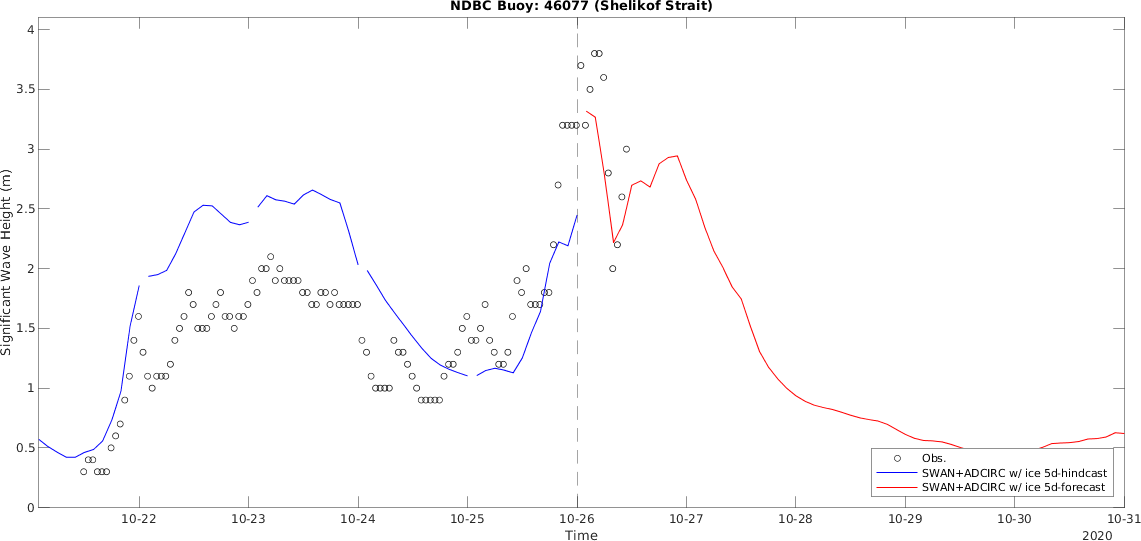 NDBC Buoy: 46077 (Shelikof Strait)
4
3.5
3
2.5
2
1.5
1
0.5
0
Significant Wave Height (m)
10-22 10-23 10-24 10-25 10-26 10-27 10-28 10-29 10-30 10-31
Time
2020
Obs.
SWAN+ADCIRC w/ ice 5d-hindcast
SWAN+ADCIRC w/ ice 5d-forecast